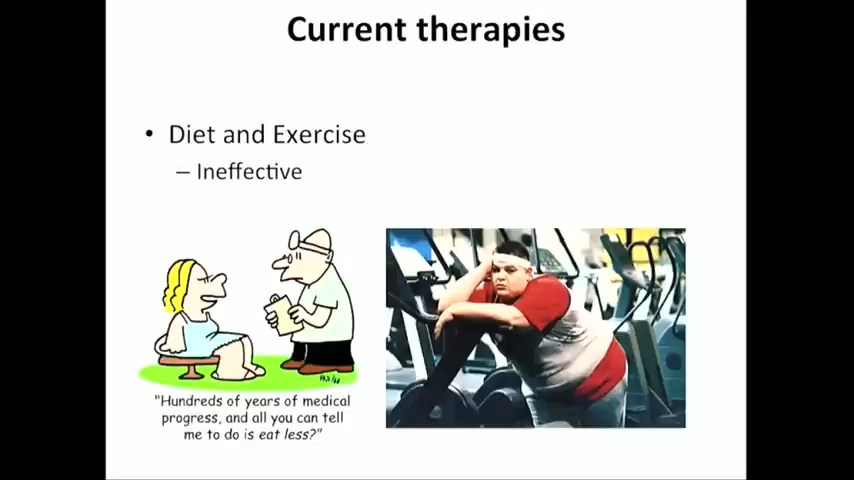 Current therapies
• Diet and Exercise
– Ineffective
"Hundreds of years of medical
progress, and all you can tell
me to do is eat less?"